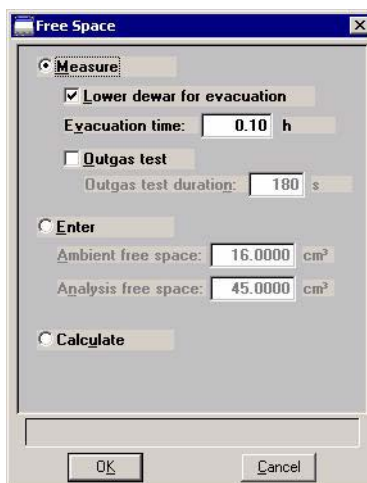 Free Space
Measure
Lower dewar for evacuation
Evacuation time: 0.10 h
Outgas test
Outgas test duration: 180 s
Enter
Ambient free space: 16.0000 cm³
Analysis free space: 45.0000 cm³
Calculate
OK Cancel